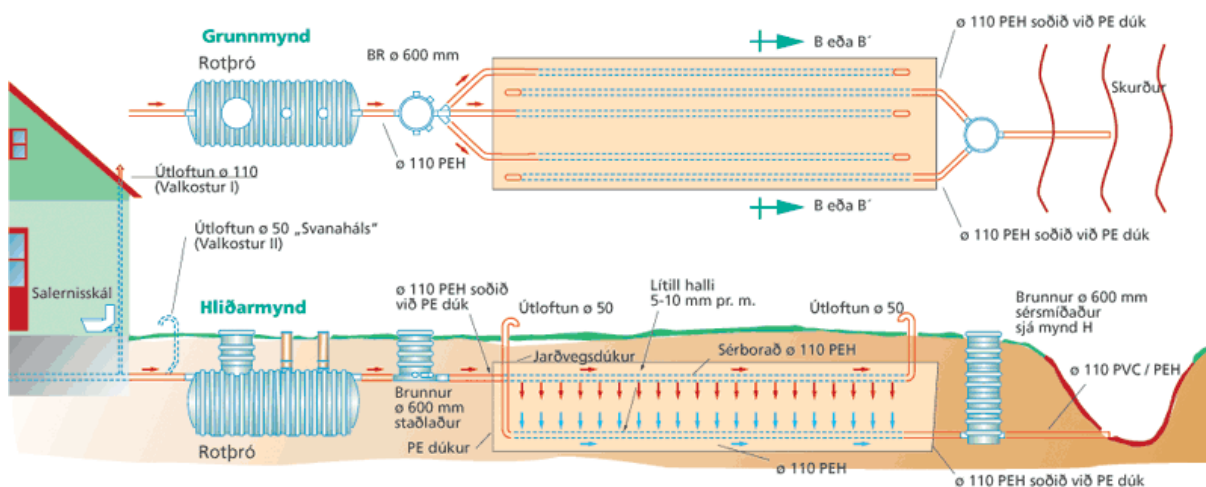 Grunnmynd
Rotþró
BR ø 600 mm
B eða B´
ø 110 PEH soðið við PE dúk
Skurður
ø 110 PEH
Útloftun ø 110
(Valkostur I)
B eða B´
ø 110 PEH soðið við PE dúk
Útloftun ø 50 „Svanaháls“
(Valkostur II)
Salernisskál
Hliðarmynd
ø 110 PEH soðið
við PE dúk
Útloftun ø 50
Lítill halli
5-10 mm pr. m.
Útloftun ø 50
Brunnur ø 600 mm
sérsmíðaður
sjá mynd H
Jarðvegsdúkur
Sérborað ø 110 PEH
ø 110 PVC / PEH
Brunnur
ø 600 mm
staðlaður
PE dúkur
Rotþró
ø 110 PEH
ø 110 PEH soðið við PE dúk